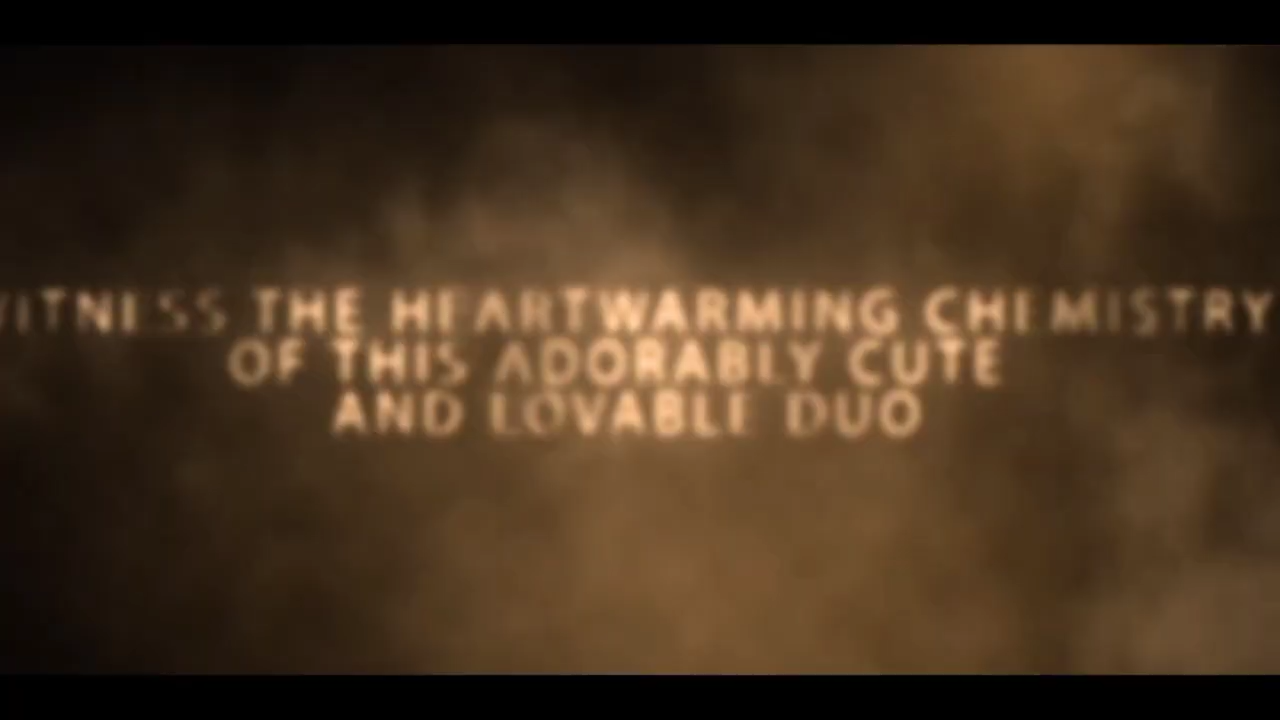 WITNESS THE HEARTWARMING CHEMISTRY
OF THIS ADORABLY CUTE
AND LOVABLE DUO